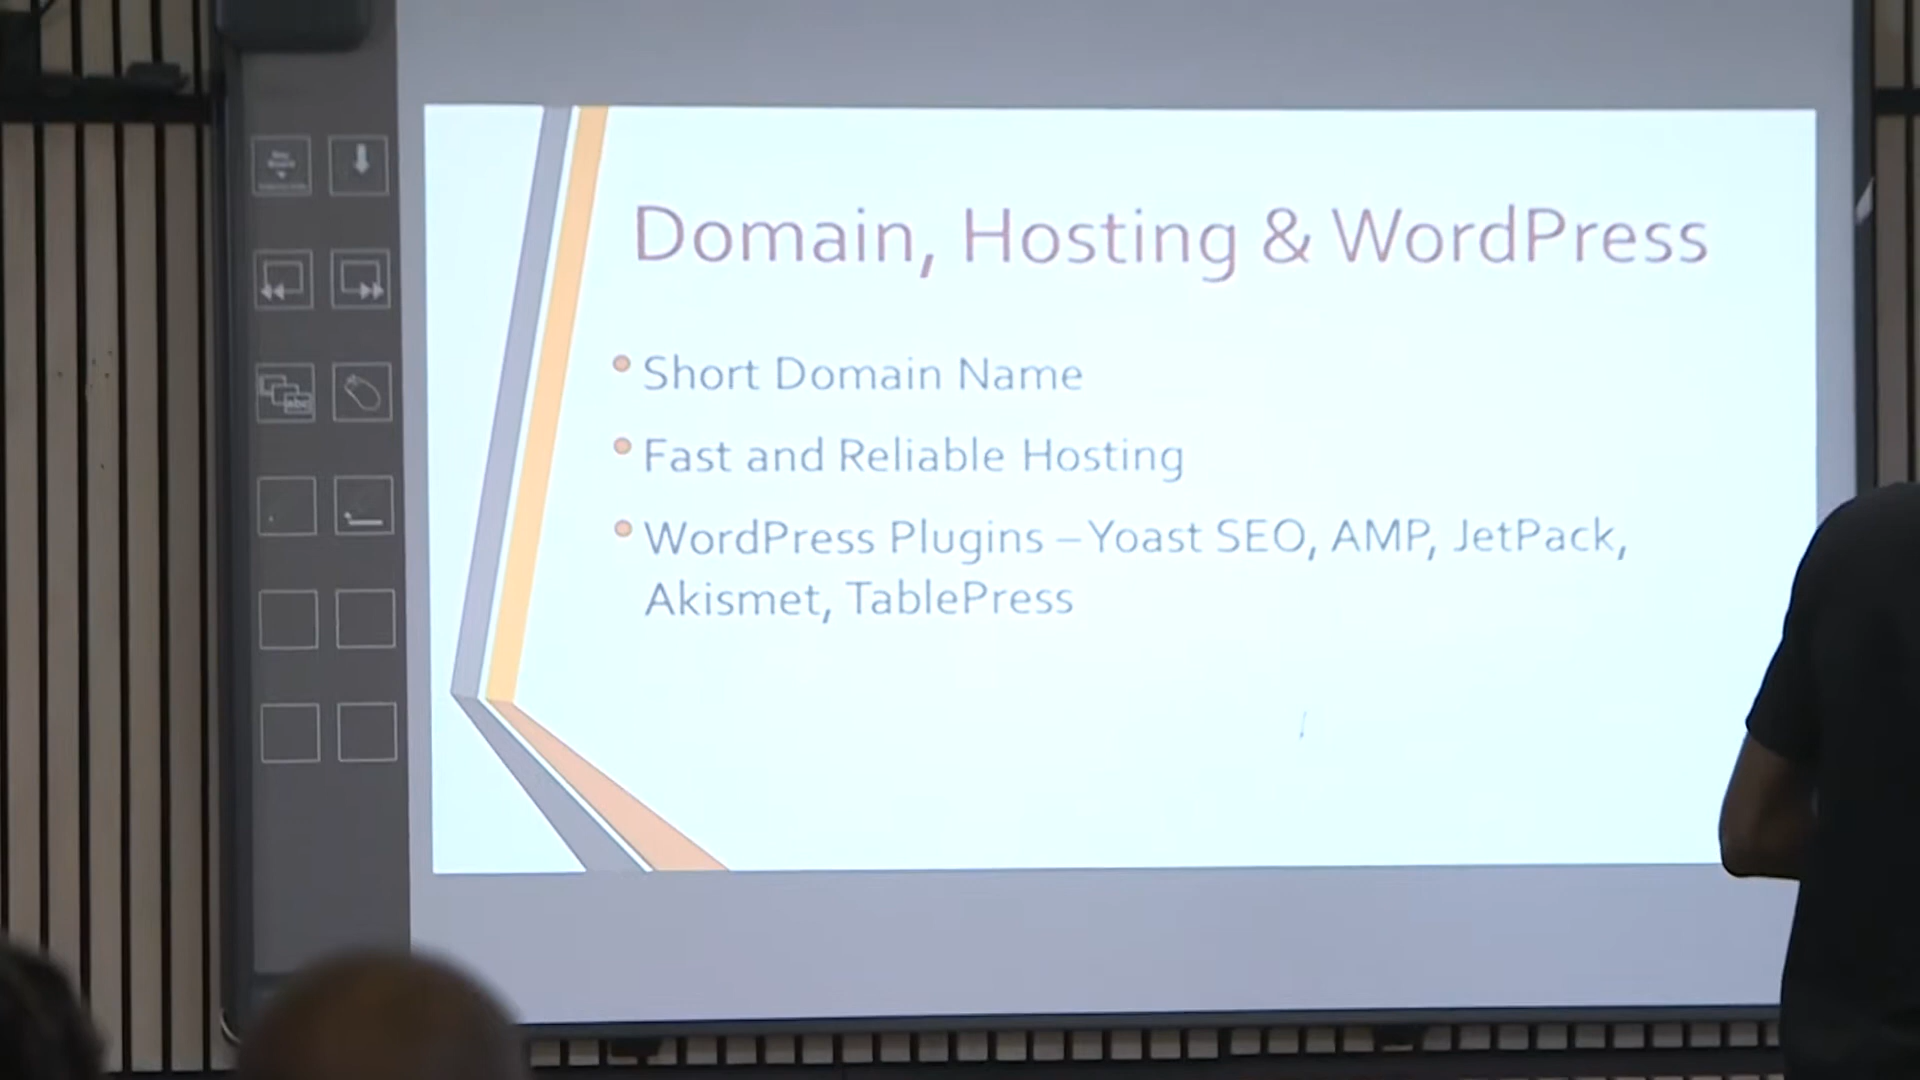 Domain, Hosting & WordPress
Short Domain Name
Fast and Reliable Hosting
WordPress Plugins – Yoast SEO, AMP, JetPack,
Akismet, TablePress